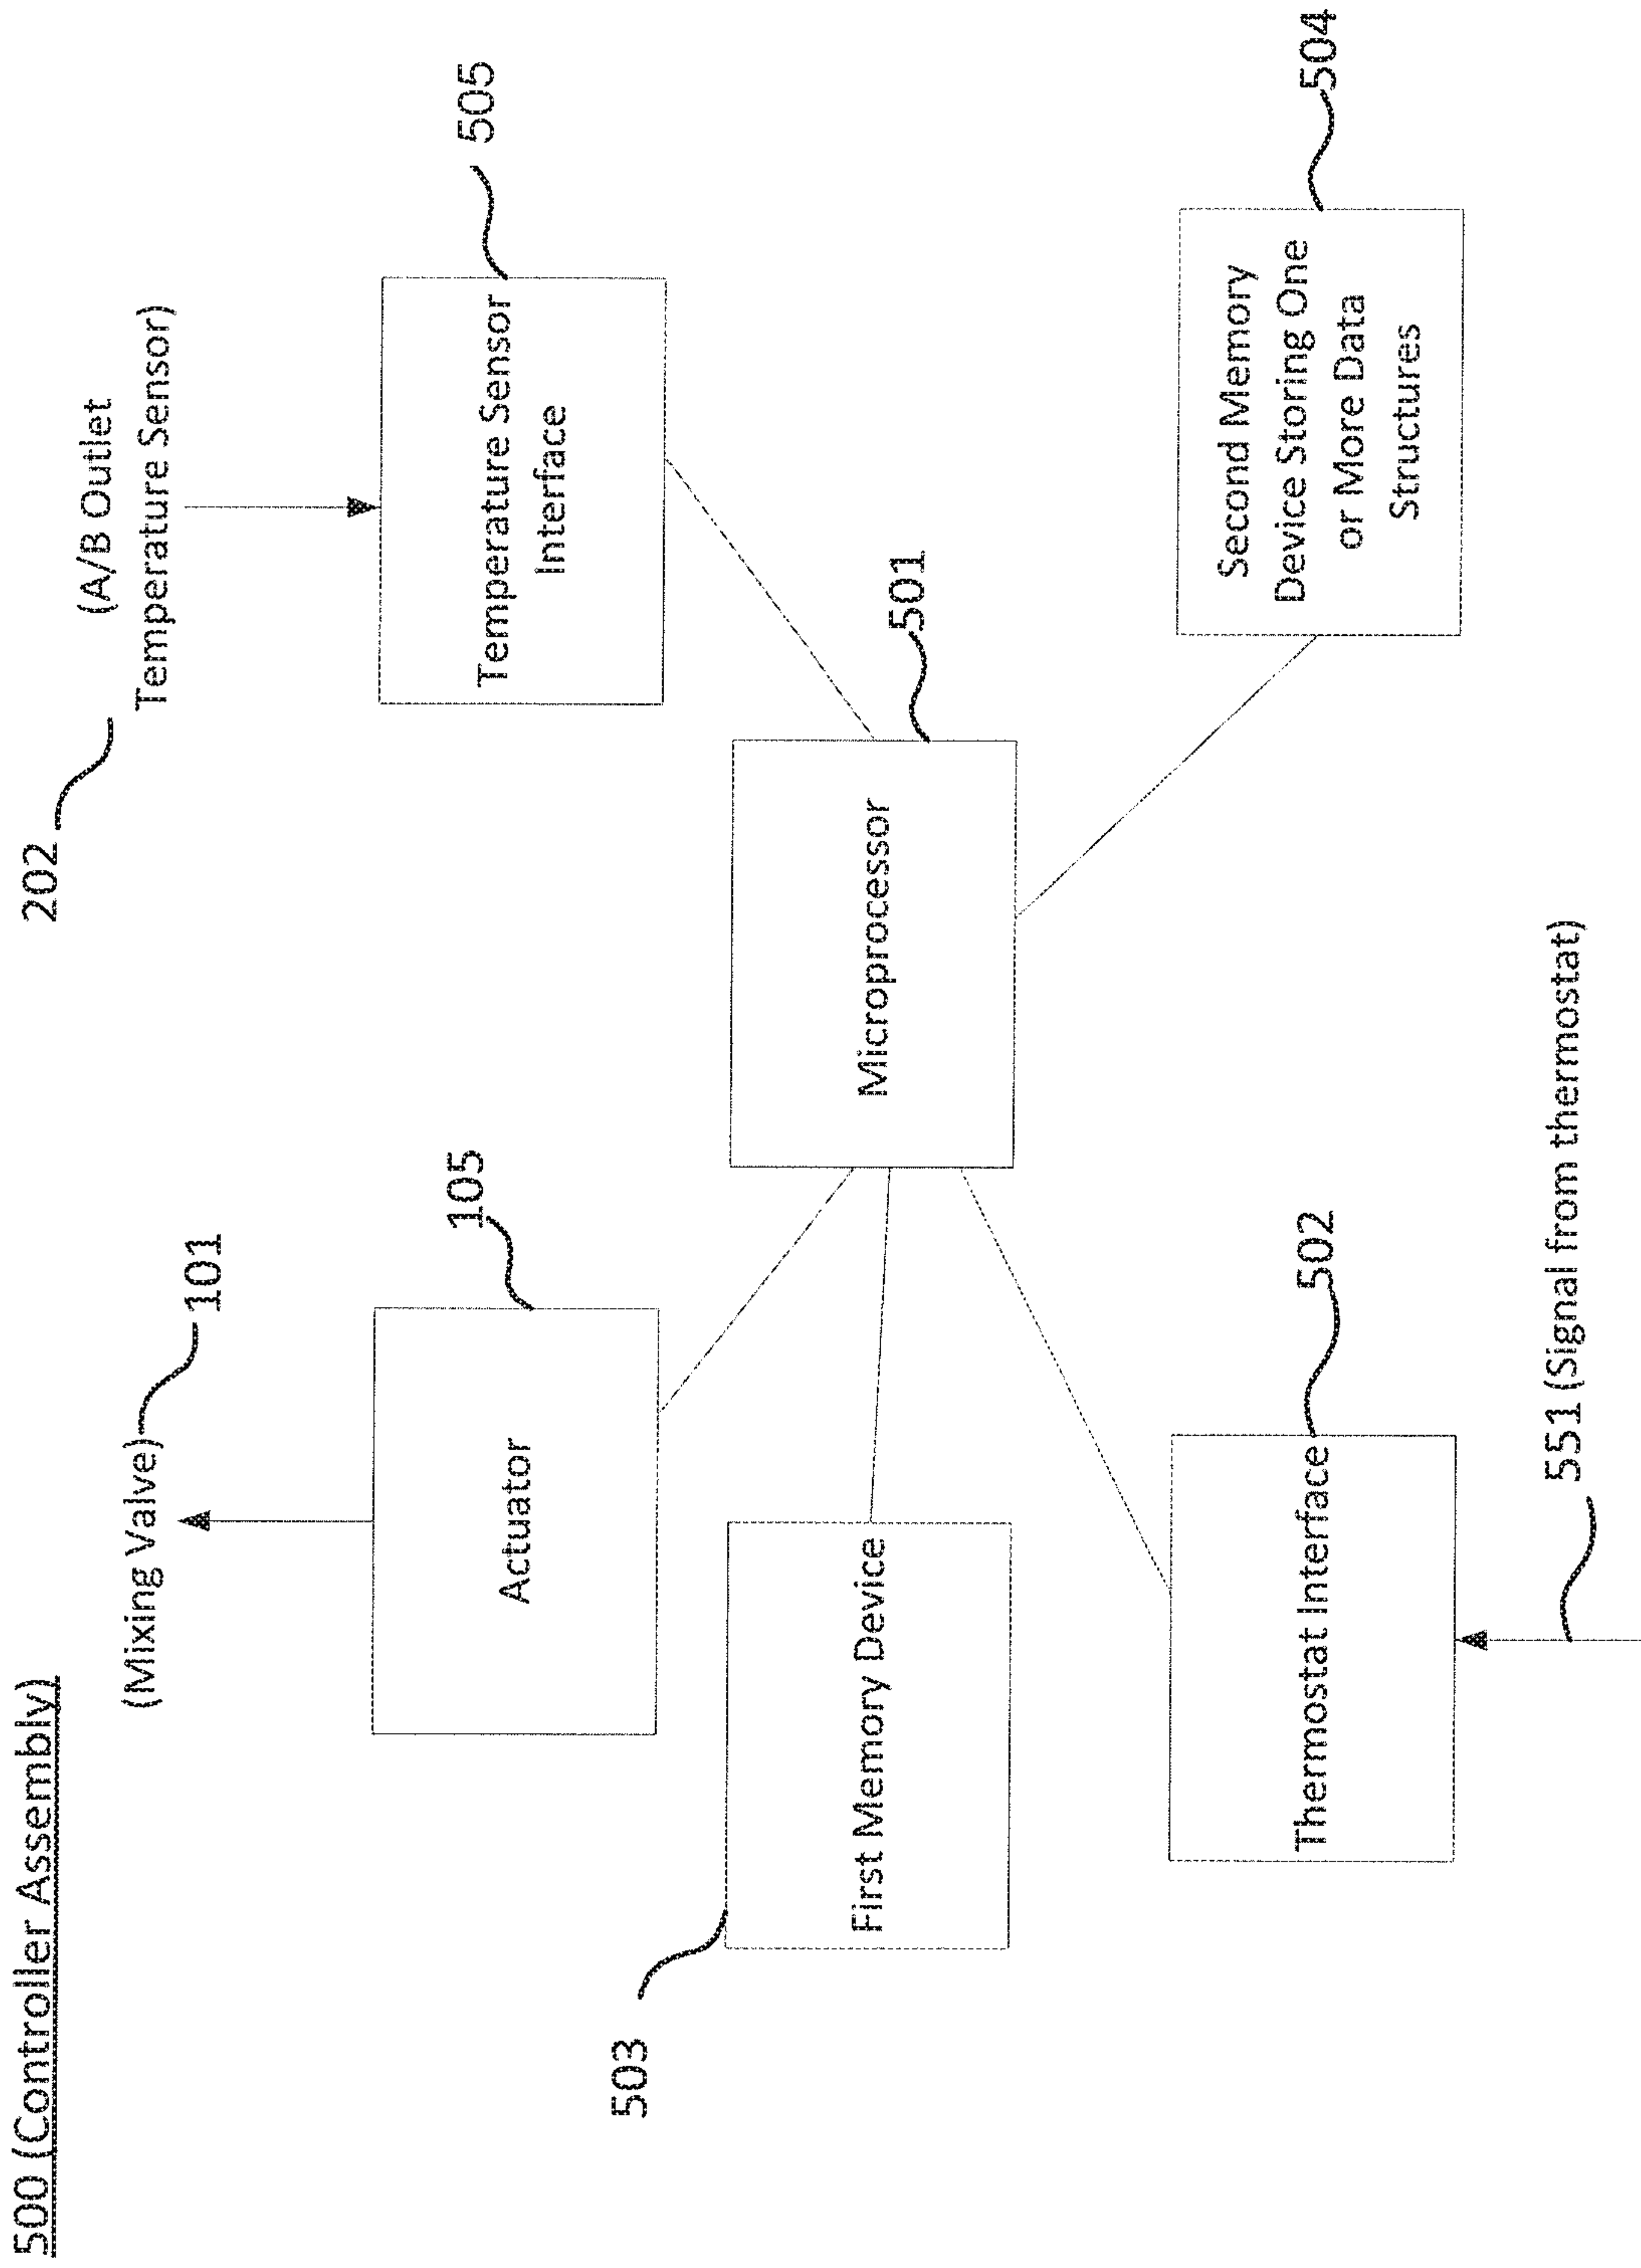 500 (Controller Assembly)
(Mixing Valve)
101
202
(A/B Outlet
Temperature Sensor)
105
Actuator
505
Temperature Sensor
Interface
503
First Memory Device
Microprocessor
501
502
Thermostat Interface
504
Second Memory
Device Storing One
or More Data
Structures
551 (Signal from thermostat)